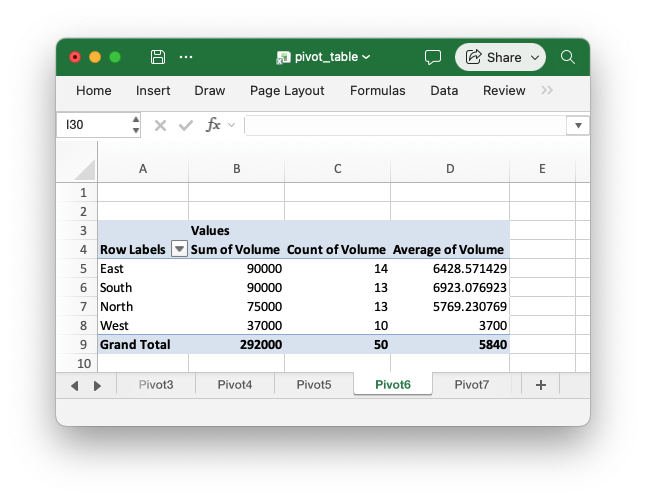 pivot_table
Share
Home Insert Draw Page Layout Formulas Data Review
I30 fx
A B C D E
1
2
3 Values
4 Row Labels Sum of Volume Count of Volume Average of Volume
5 East 90000 14 6428.571429
6 South 90000 13 6923.076923
7 North 75000 13 5769.230769
8 West 37000 10 3700
9 Grand Total 292000 50 5840
10
Pivot3 Pivot4 Pivot5 Pivot6 Pivot7 +